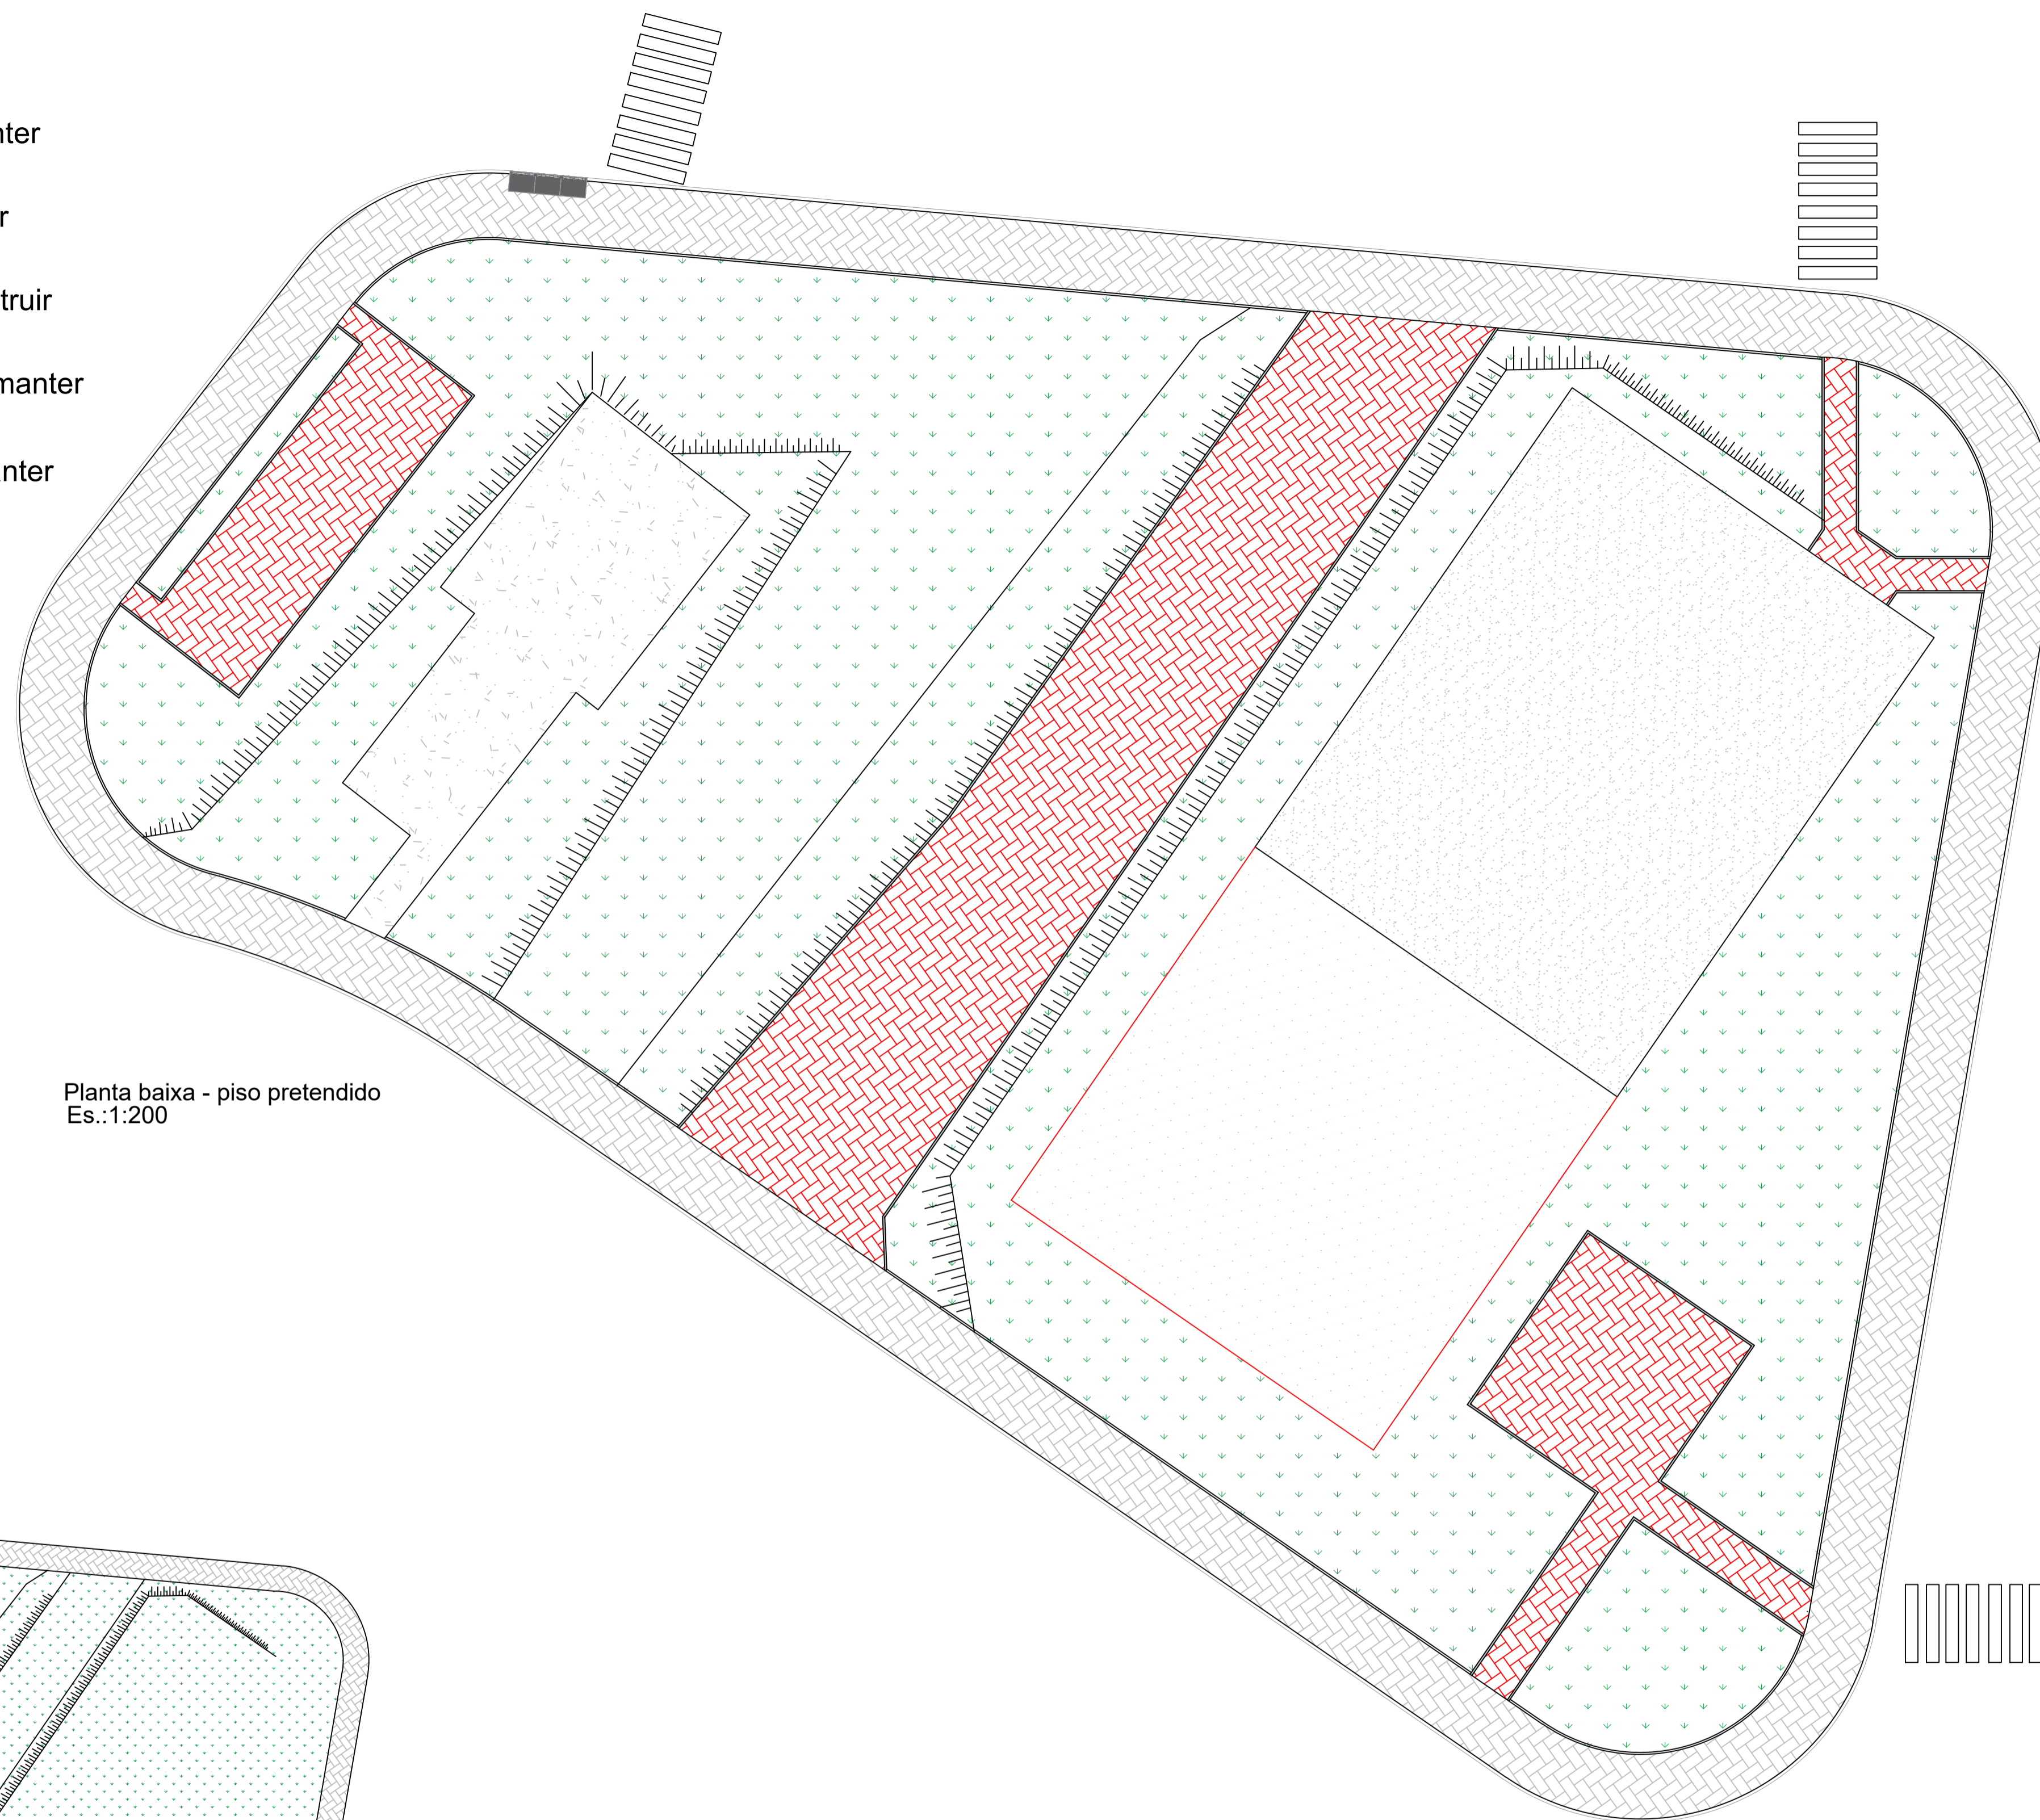 nter
r
truir
manter
nter
Planta baixa - piso pretendido
Es.:1:200